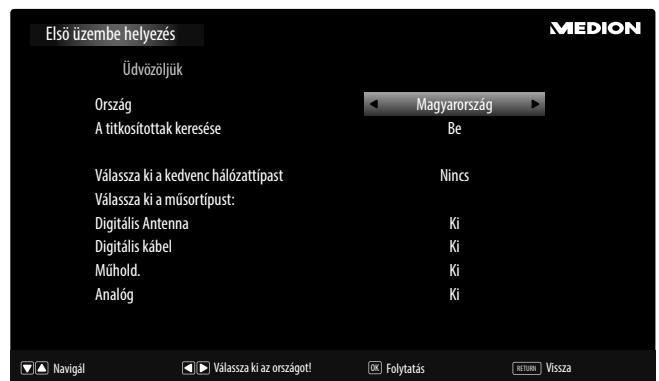 Elsö üzembe helyezés MEDION
Üdvözöljük
Ország Magyarország
A titkosítottak keresése Be
Válassza ki a kedvenc hálózattípast Nincs
Válassza ki a műsortípust:
Digitális Antenna Ki
Digitális kábel Ki
Műhold. Ki
Analóg Ki
Navigál Válassza ki az országot! OK Folytatás RETURN Vissza